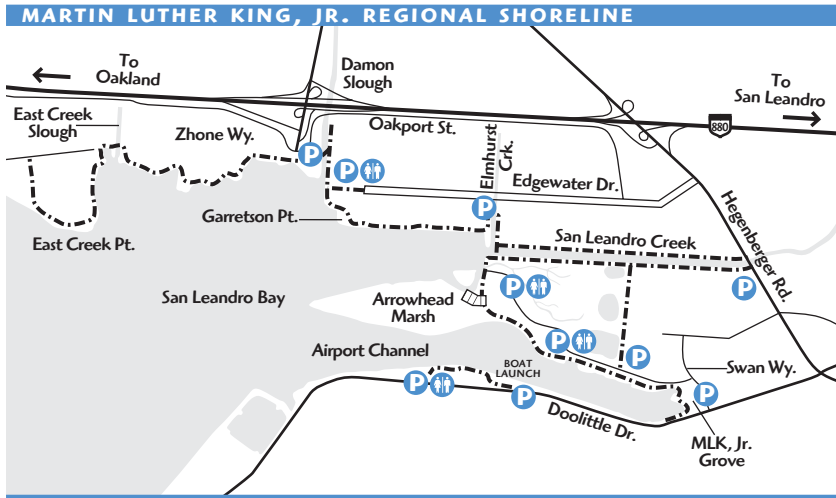 MARTIN LUTHER KING, JR. REGIONAL SHORELINE
To
Oakland
Damon
Slough
To
San Leandro
East Creek
Slough
Zhone Wy.
Oakport St.
880
P
P
Elmhurst
Crk.
Edgewater Dr.
Garretson Pt.
P
Hegenberger Rd.
East Creek Pt.
San Leandro Creek
San Leandro Bay
Arrowhead
Marsh
P
P
Airport Channel
P
P
BOAT
LAUNCH
Swan Wy.
P
P
P
Doolittle Dr.
MLK, Jr.
Grove